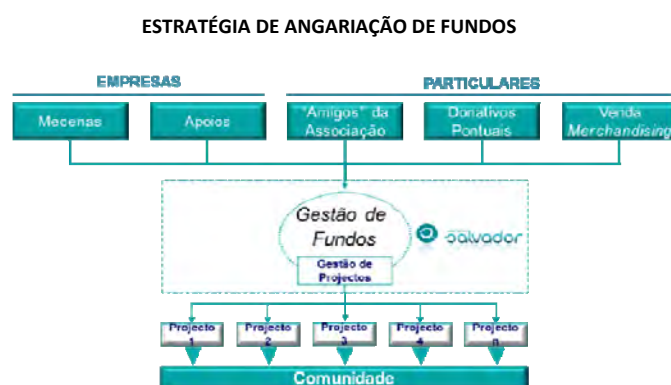 ESTRATÉGIA DE ANGARIAÇÃO DE FUNDOS
EMPRESAS
PARTICULARES
Mecenas
Apoios
"Amigos" da
Associação
Donativos
Pontuais
Venda
Merchandising
Gestão de
Fundos
salvador
Gestão de
Projectos
Projecto
1
Projecto
2
Projecto
3
Projecto
4
Projecto
n
Comunidade